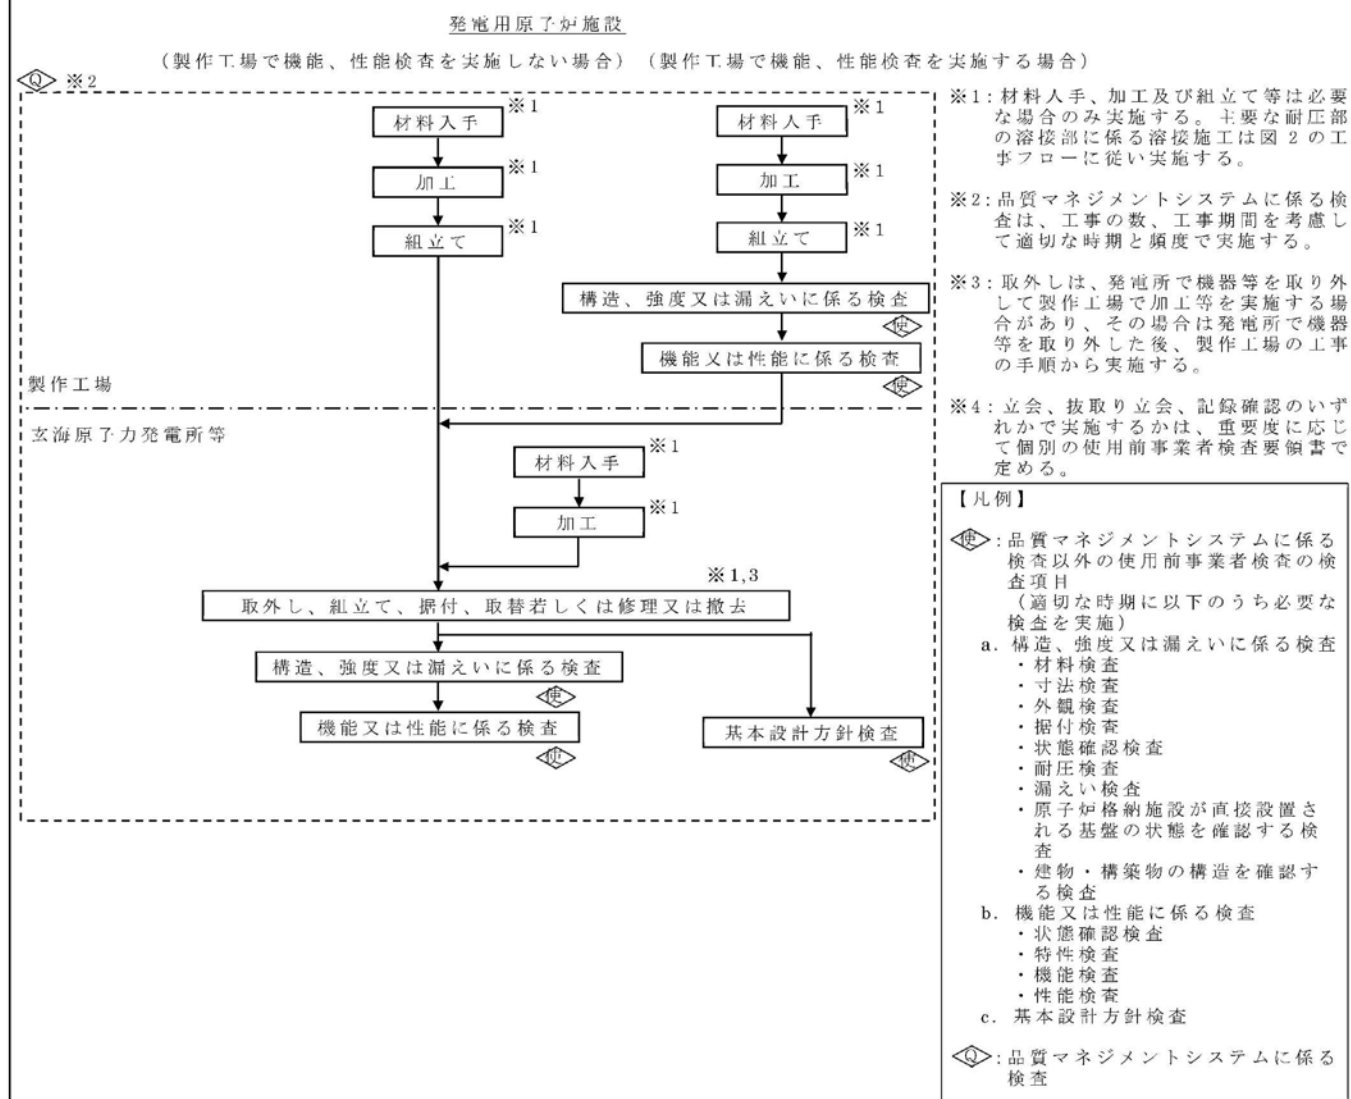 発電用原子炉施設
（製作工場で機能、性能検査を実施しない場合）（製作工場で機能、性能検査を実施する場合）
Q ※2
材料入手 ※1
加工 ※1
組立て ※1
材料入手 ※1
加工 ※1
組立て ※1
構造、強度又は漏えいに係る検査
使
機能又は性能に係る検査
使
製作工場
玄海原子力発電所等
材料入手 ※1
加工 ※1
※1,3
取外し、組立て、据付、取替若しくは修理又は撤去
構造、強度又は漏えいに係る検査
使
機能又は性能に係る検査
使
基本設計方針検査
使
※1:材料入手、加工及び組立て等は必要
な場合のみ実施する。主要な耐圧部
の溶接部に係る溶接施工は図2の工
事フローに従い実施する。
※2:品質マネジメントシステムに係る検
査は、工事の数、工事期間を考慮し
て適切な時期と頻度で実施する。
※3:取外しは、発電所で機器等を取り外
して製作工場で加工等を実施する場
合があり、その場合は発電所で機器
等を取り外した後、製作工場の工事
の手順から実施する。
※4:立会、抜取り立会、記録確認のいず
れかで実施するかは、重要度に応じ
て個別の使用前事業者検査要領書で
定める。
【凡例】
使:品質マネジメントシステムに係る
検査以外の使用前事業者検査の検
査項目
（適切な時期に以下のうち必要な
検査を実施）
a. 構造、強度又は漏えいに係る検査
・材料検査
・寸法検査
・外観検査
・据付検査
・状態確認検査
・耐圧検査
・漏えい検査
・原子炉格納施設が直接設置さ
れる基盤の状態を確認する検
査
・建物・構築物の構造を確認す
る検査
b. 機能又は性能に係る検査
・状態確認検査
・特性検査
・機能検査
・性能検査
c. 基本設計方針検査
Q:品質マネジメントシステムに係る
検査